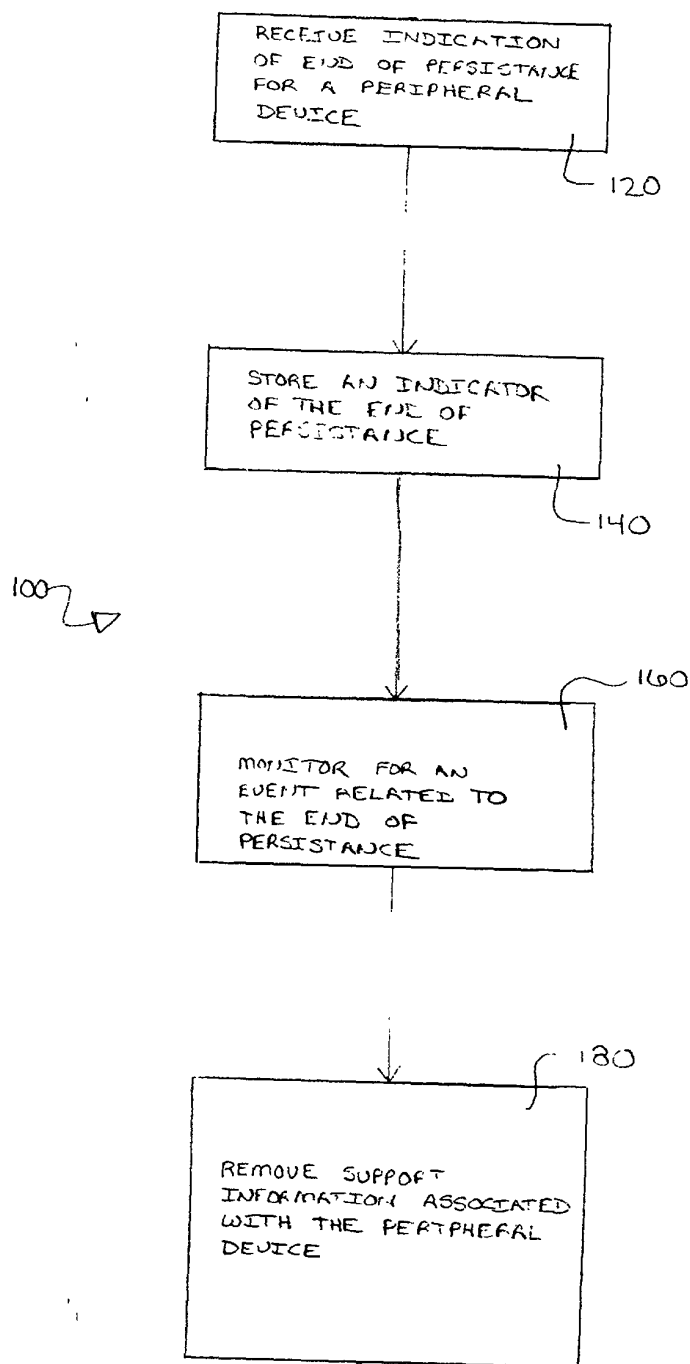 RECEIVE INDICATION
OF END OF PERSISTANCE
FOR A PERIPHERAL
DEVICE
120
STORE AN INDICATOR
OF THE END OF
PERSISTANCE
140
100
160
MONITOR FOR AN
EVENT RELATED TO
THE END OF
PERSISTANCE
180
REMOVE SUPPORT
INFORMATION ASSOCIATED
WITH THE PERIPHERAL
DEVICE